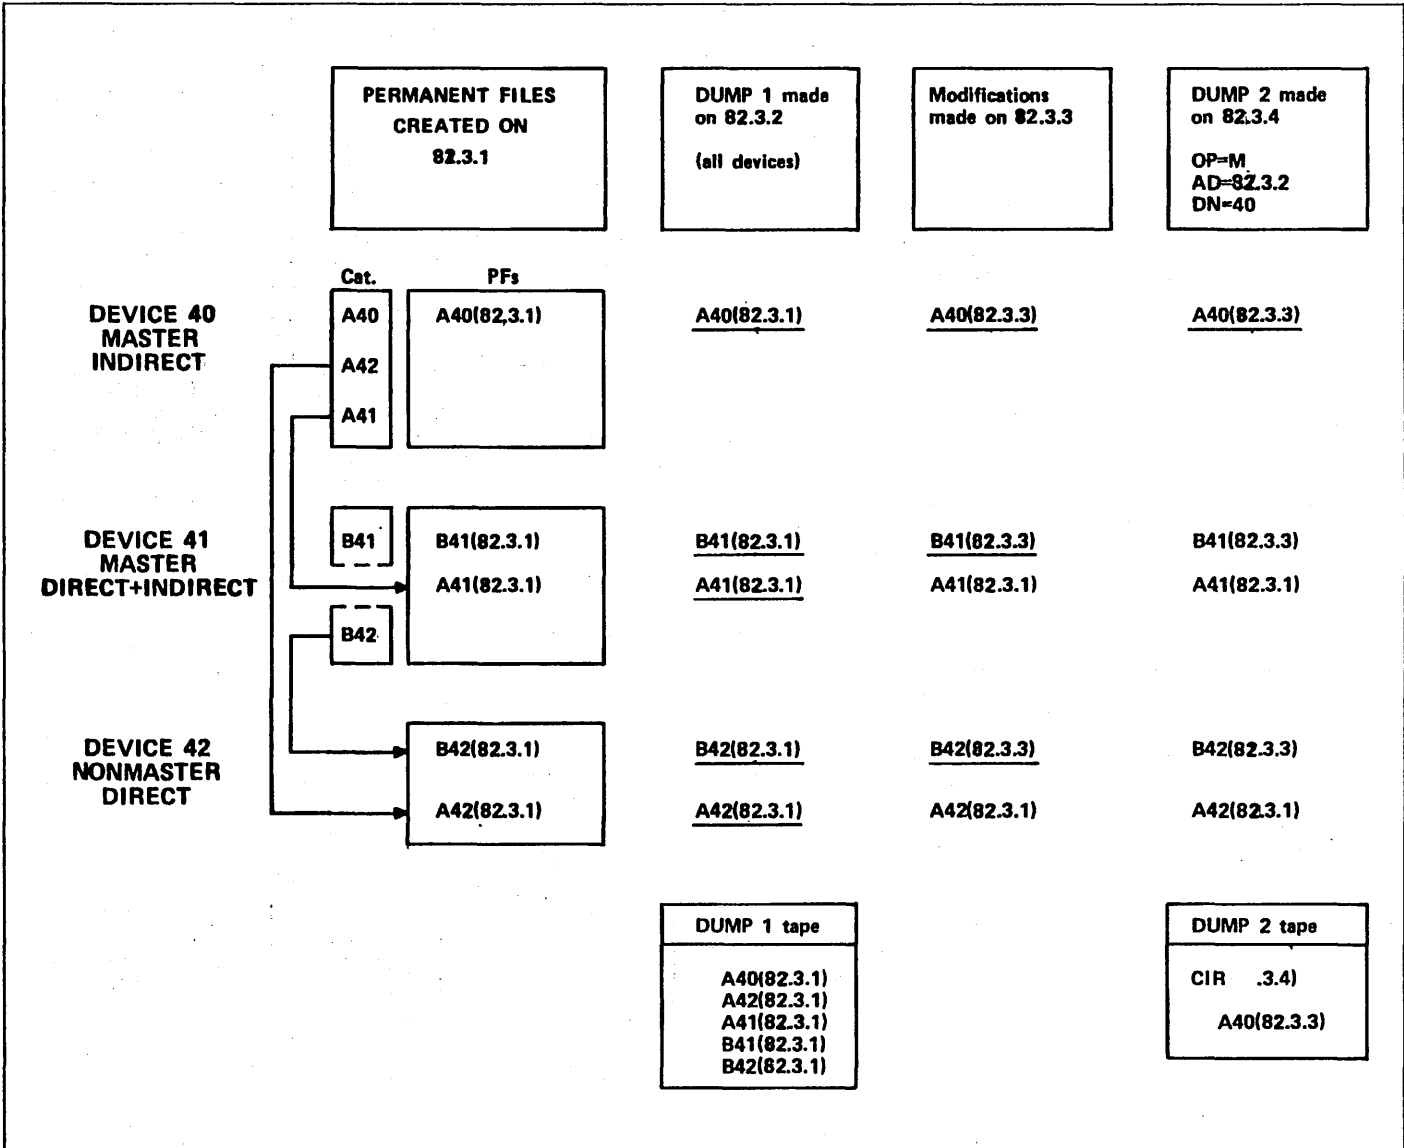 PERMANENT FILES
CREATED ON
82.3.1
DUMP 1 made
on 82.3.2
(all devices)
Modifications
made on 82.3.3
DUMP 2 made
on 82.3.4
OP=M
AD=82.3.2
DN=40
Cat. PFs
DEVICE 40
MASTER
INDIRECT
A40 A40(82,3.1) A40(82.3.1) A40(82.3.3) A40(82.3.3)
A42
A41
DEVICE 41
MASTER
DIRECT+INDIRECT
B41 B41(82.3.1) B41(82.3.1) B41(82.3.3) B41(82.3.3)
A41(82.3.1) A41(82.3.1) A41(82.3.1) A41(82.3.1)
B42
DEVICE 42
NONMASTER
DIRECT
B42(82.3.1) B42(82.3.1) B42(82.3.3) B42(82.3.3)
A42(82.3.1) A42(82.3.1) A42(82.3.1) A42(82.3.1)
DUMP 1 tape
A40(82.3.1)
A42(82.3.1)
A41(82.3.1)
B41(82.3.1)
B42(82.3.1)
DUMP 2 tape
CIR .3.4)
A40(82.3.3)